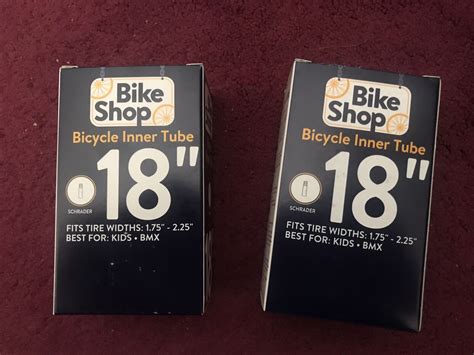 Bike
Shop
Bicycle Inner Tube
18"
SCHRADER
FITS TIRE WIDTHS: 1.75" - 2.25"
BEST FOR: KIDS • BMX
Bike
Shop
Bicycle Inner Tube
18"
SCHRADER
FITS TIRE WIDTHS: 1.75" - 2.25"
BEST FOR: KIDS • BMX